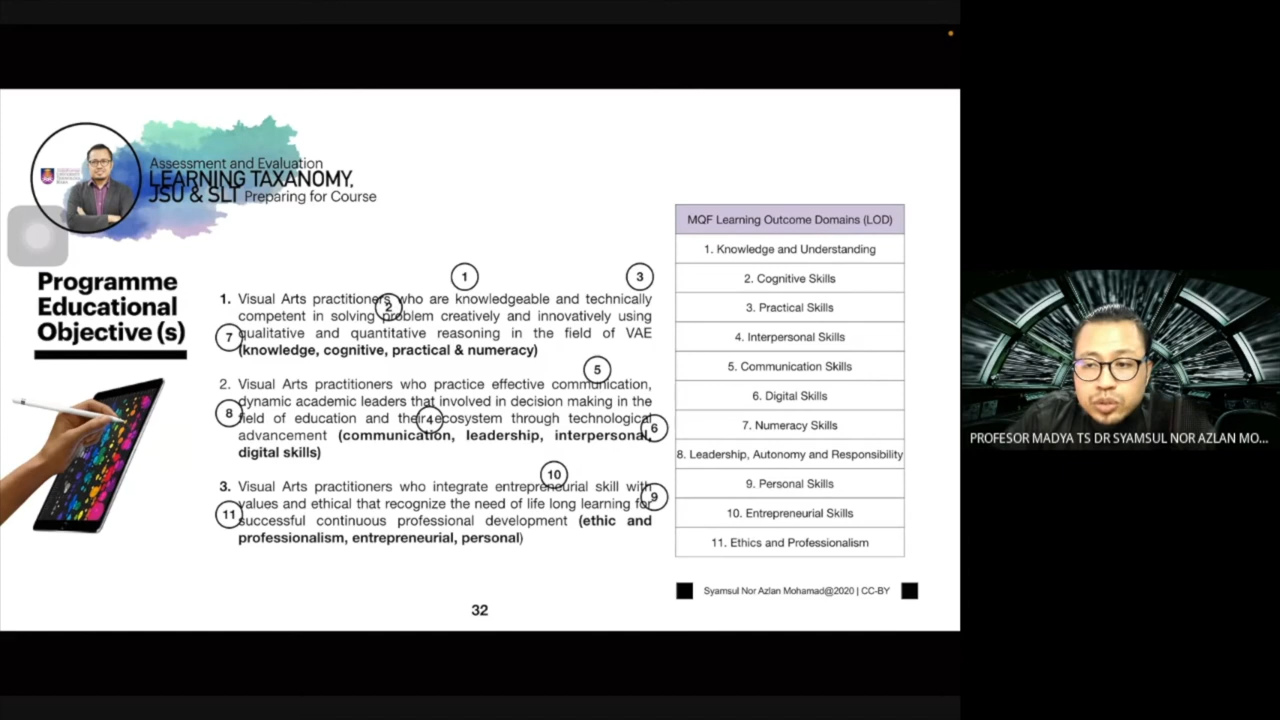 Assessment and Evaluation
LEARNING TAXANOMY,
JSU & SLT Preparing for Course
Programme
Educational
Objective (s)
1
3
2
7
1. Visual Arts practitioners who are knowledgeable and technically
competent in solving problem creatively and innovatively using
qualitative and quantitative reasoning in the field of VAE
(knowledge, cognitive, practical & numeracy)
5
8
4
6
2. Visual Arts practitioners who practice effective communication,
dynamic academic leaders that involved in decision making in the
field of education and their ecosystem through technological
advancement (communication, leadership, interpersonal,
digital skills)
10
9
11
3. Visual Arts practitioners who integrate entrepreneurial skill with
values and ethical that recognize the need of life long learning for
successful continuous professional development (ethic and
professionalism, entrepreneurial, personal)
MQF Learning Outcome Domains (LOD)
1. Knowledge and Understanding
2. Cognitive Skills
3. Practical Skills
4. Interpersonal Skills
5. Communication Skills
6. Digital Skills
7. Numeracy Skills
8. Leadership, Autonomy and Responsibility
9. Personal Skills
10. Entrepreneurial Skills
11. Ethics and Professionalism
Syamsul Nor Azlan Mohamad@2020 | CC-BY
32
PROFESOR MADYA TS DR SYAMSUL NOR AZLAN MO...